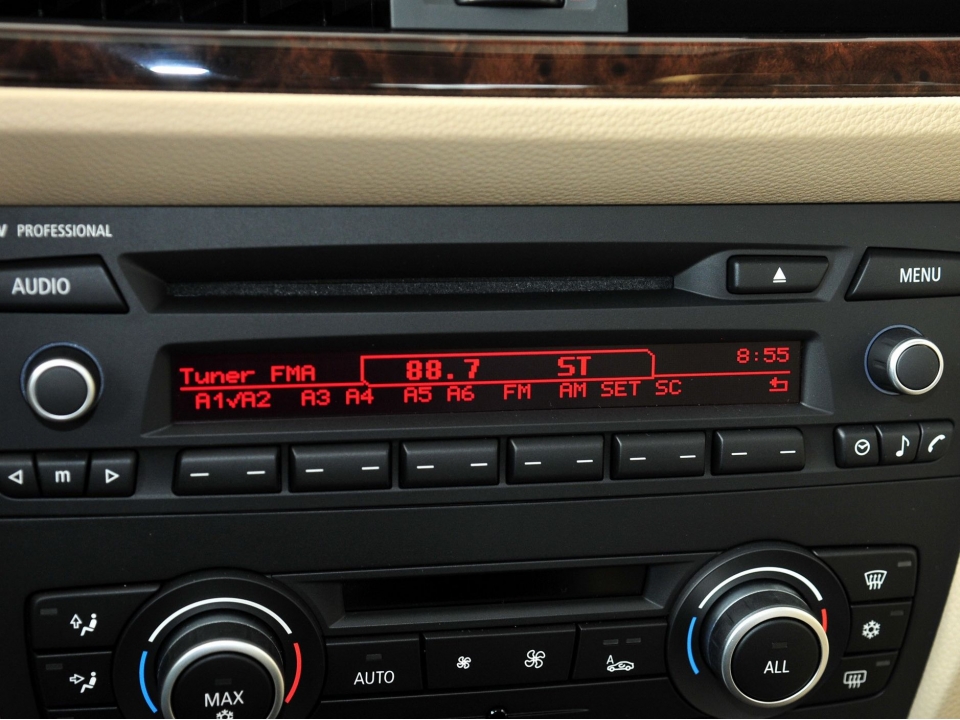 PROFESSIONAL
AUDIO
MENU
Tuner FMA 88.7 ST 8:55
A1√A2 A3 A4 A5 A6 FM AM SET SC
m
AUTO
A
MAX
ALL